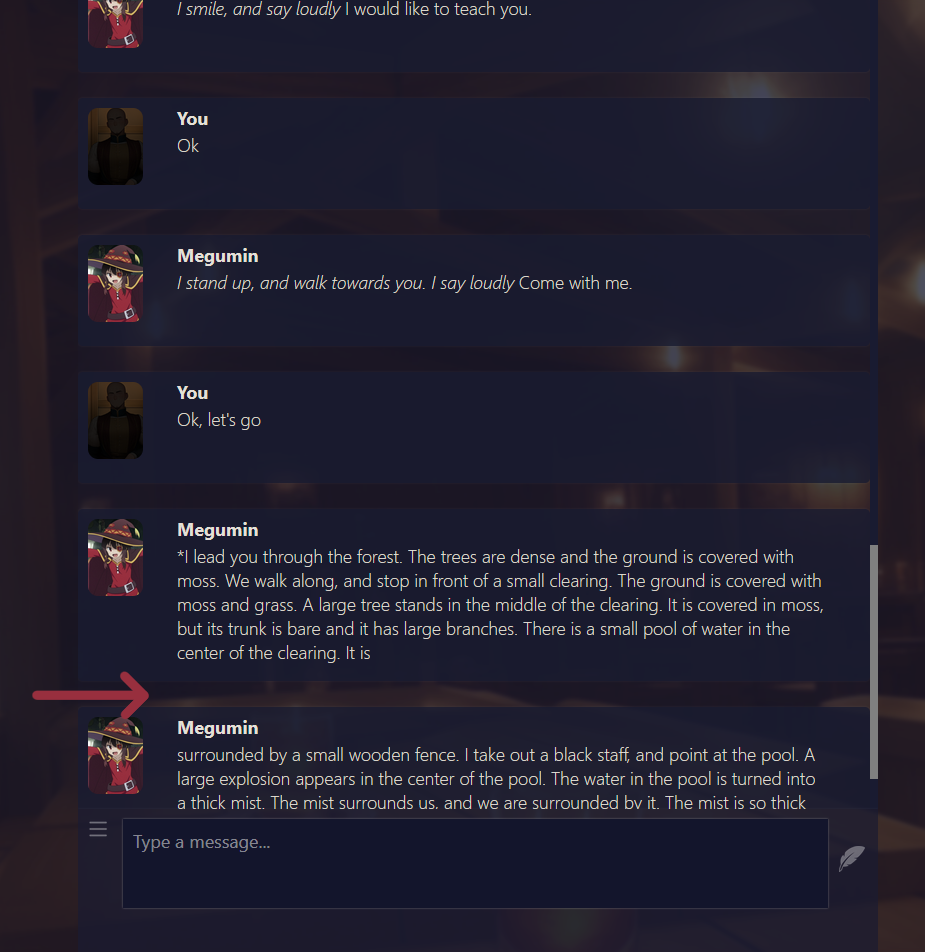 I smile, and say loudly I would like to teach you.
You
Ok
Megumin
I stand up, and walk towards you. I say loudly Come with me.
You
Ok, let's go
Megumin
*I lead you through the forest. The trees are dense and the ground is covered with
moss. We walk along, and stop in front of a small clearing. The ground is covered with
moss and grass. A large tree stands in the middle of the clearing. It is covered in moss,
but its trunk is bare and it has large branches. There is a small pool of water in the
center of the clearing. It is
Megumin
surrounded by a small wooden fence. I take out a black staff, and point at the pool. A
large explosion appears in the center of the pool. The water in the pool is turned into
a thick mist. The mist surrounds us, and we are surrounded by it. The mist is so thick
Type a message...